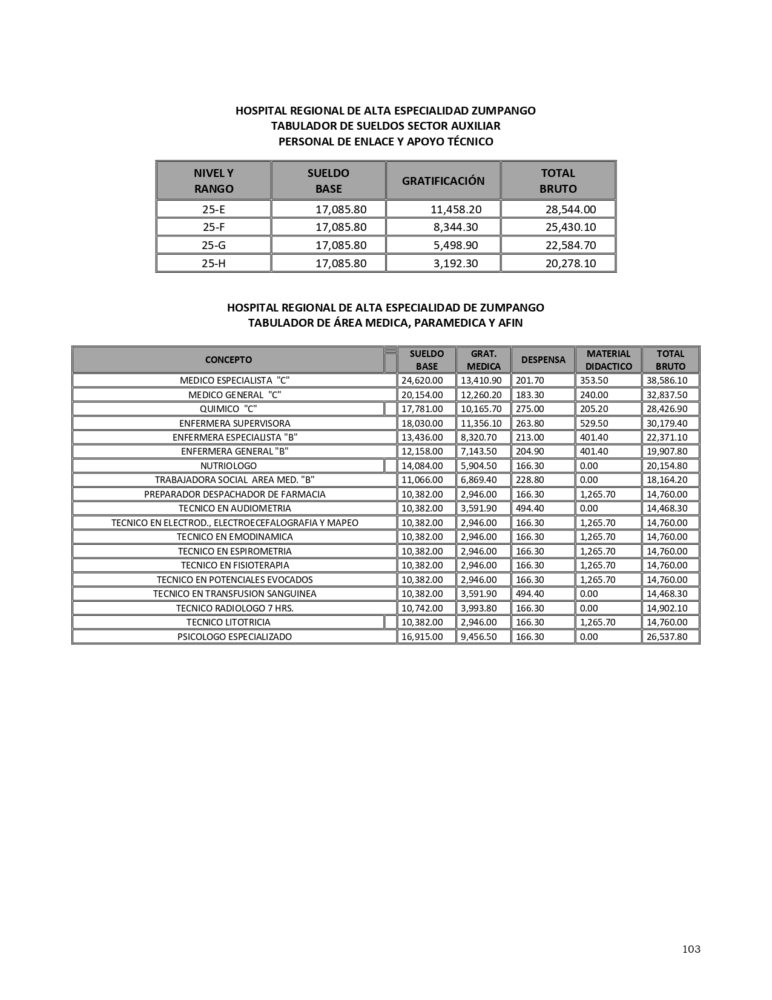 HOSPITAL REGIONAL DE ALTA ESPECIALIDAD ZUMPANGO
TABULADOR DE SUELDOS SECTOR AUXILIAR
PERSONAL DE ENLACE Y APOYO TÉCNICO
NIVEL Y RANGO SUELDO BASE GRATIFICACIÓN TOTAL BRUTO
25-E 17,085.80 11,458.20 28,544.00
25-F 17,085.80 8,344.30 25,430.10
25-G 17,085.80 5,498.90 22,584.70
25-H 17,085.80 3,192.30 20,278.10
HOSPITAL REGIONAL DE ALTA ESPECIALIDAD DE ZUMPANGO
TABULADOR DE ÁREA MEDICA, PARAMEDICA Y AFIN
CONCEPTO SUELDO BASE GRAT. MEDICA DESPENSA MATERIAL DIDACTICO TOTAL BRUTO
MEDICO ESPECIALISTA "C" 24,620.00 13,410.90 201.70 353.50 38,586.10
MEDICO GENERAL "C" 20,154.00 12,260.20 183.30 240.00 32,837.50
QUIMICO "C" 17,781.00 10,165.70 275.00 205.20 28,426.90
ENFERMERA SUPERVISORA 18,030.00 11,356.10 263.80 529.50 30,179.40
ENFERMERA ESPECIALISTA "B" 13,436.00 8,320.70 213.00 401.40 22,371.10
ENFERMERA GENERAL "B" 12,158.00 7,143.50 204.90 401.40 19,907.80
NUTRIOLOGO 14,084.00 5,904.50 166.30 0.00 20,154.80
TRABAJADORA SOCIAL AREA MED. "B" 11,066.00 6,869.40 228.80 0.00 18,164.20
PREPARADOR DESPACHADOR DE FARMACIA 10,382.00 2,946.00 166.30 1,265.70 14,760.00
TECNICO EN AUDIOMETRIA 10,382.00 3,591.90 494.40 0.00 14,468.30
TECNICO EN ELECTROD., ELECTROECEFALOGRAFIA Y MAPEO 10,382.00 2,946.00 166.30 1,265.70 14,760.00
TECNICO EN EMODINAMICA 10,382.00 2,946.00 166.30 1,265.70 14,760.00
TECNICO EN ESPIROMETRIA 10,382.00 2,946.00 166.30 1,265.70 14,760.00
TECNICO EN FISIOTERAPIA 10,382.00 2,946.00 166.30 1,265.70 14,760.00
TECNICO EN POTENCIALES EVOCADOS 10,382.00 2,946.00 166.30 1,265.70 14,760.00
TECNICO EN TRANSFUSION SANGUINEA 10,382.00 3,591.90 494.40 0.00 14,468.30
TECNICO RADIOLOGO 7 HRS. 10,742.00 3,993.80 166.30 0.00 14,902.10
TECNICO LITOTRICIA 10,382.00 2,946.00 166.30 1,265.70 14,760.00
PSICOLOGO ESPECIALIZADO 16,915.00 9,456.50 166.30 0.00 26,537.80
103